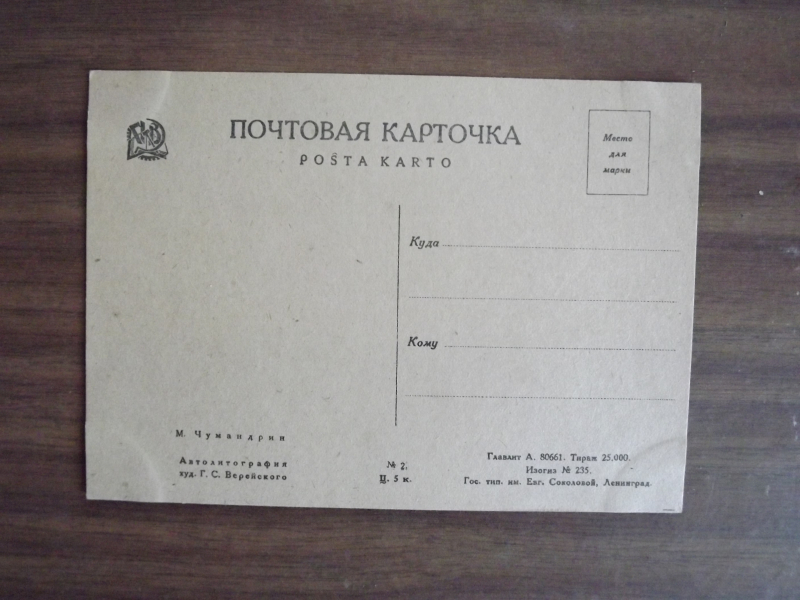 ПОЧТОВАЯ КАРТОЧКА
POŜTA KARTO
Место
для
марки
Куда
Кому
М. Чумандрин
Автолитография
худ. Г. С. Верейского
№ 2.
Ц. 5 к.
Главлит А. 80661. Тираж 25.000.
Изогиз № 235.
Гос. тип. им. Евг. Соколовой, Ленинград.